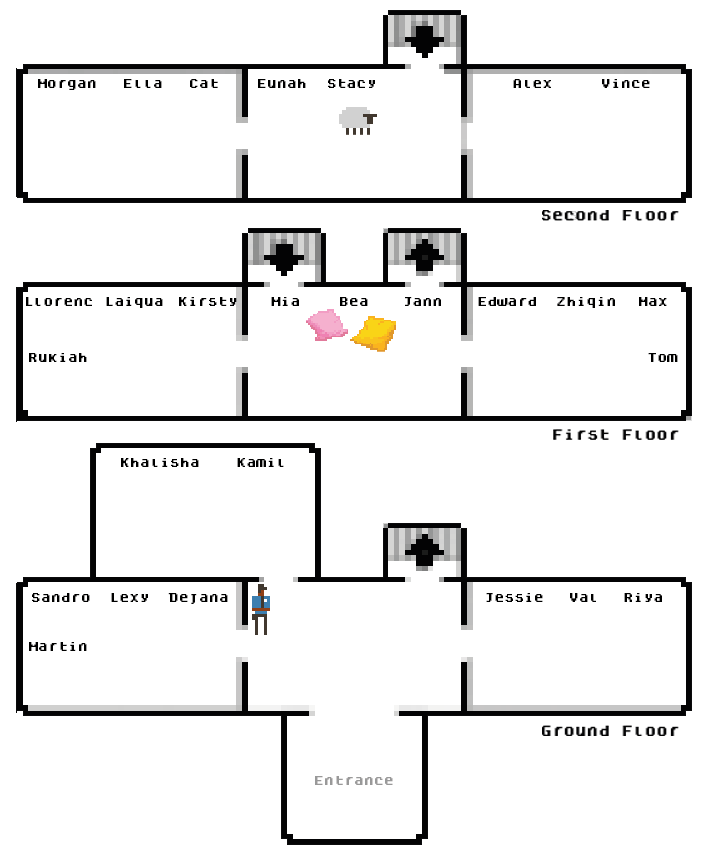 Morgan Ella Cat Eunah Stacy Alex Vince
Second Floor
Llorenc Laiqua Kirsty Mia Bea Jann Edward Zhiqin Max
Rukiah Tom
First Floor
Khalisha Kamil
Sandro Lexy Dejana Jessie Val Riya
Martin
Ground Floor
Entrance